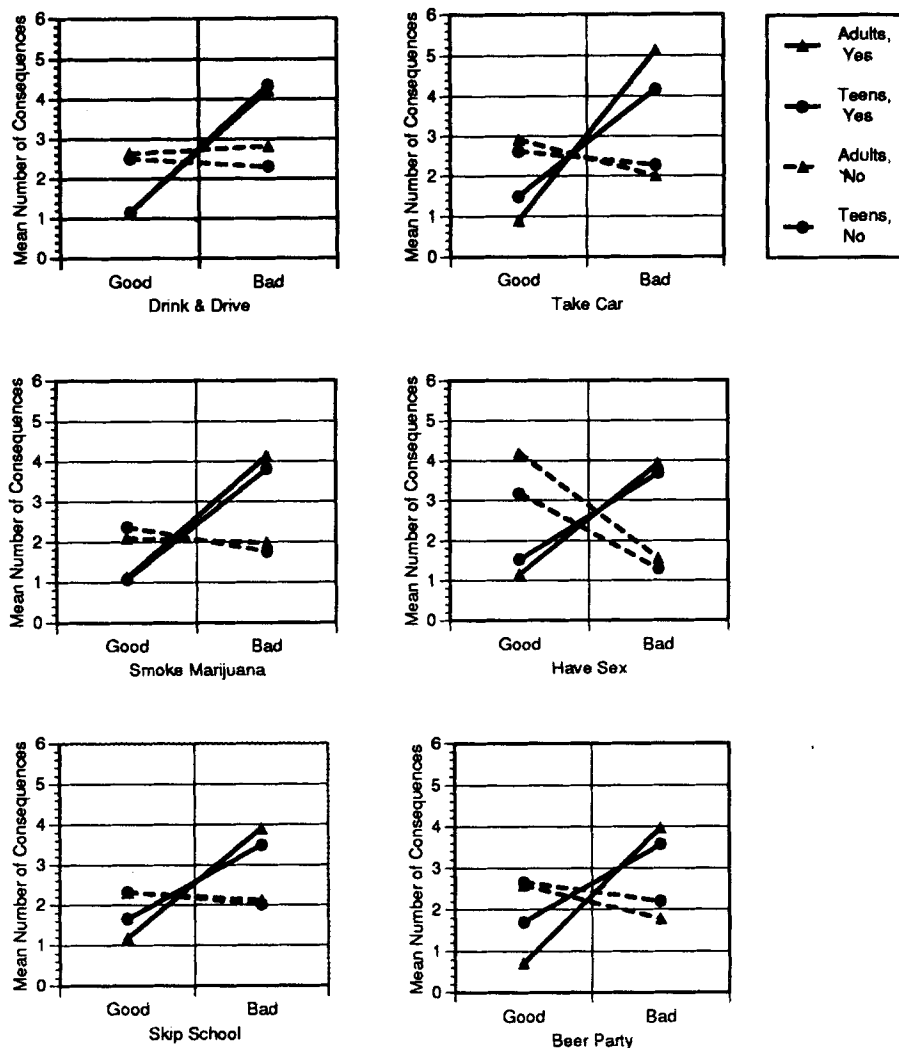 Mean Number of Consequences
6
5
4
3
2
1
0
Good Bad
Drink & Drive
Mean Number of Consequences
6
5
4
3
2
1
0
Good Bad
Take Car
Adults,
Yes
Teens,
Yes
Adults,
No
Teens,
No
Mean Number of Consequences
6
5
4
3
2
1
0
Good Bad
Smoke Marijuana
Mean Number of Consequences
6
5
4
3
2
1
0
Good Bad
Have Sex
Mean Number of Consequences
6
5
4
3
2
1
0
Good Bad
Skip School
Mean Number of Consequences
6
5
4
3
2
1
0
Good Bad
Beer Party